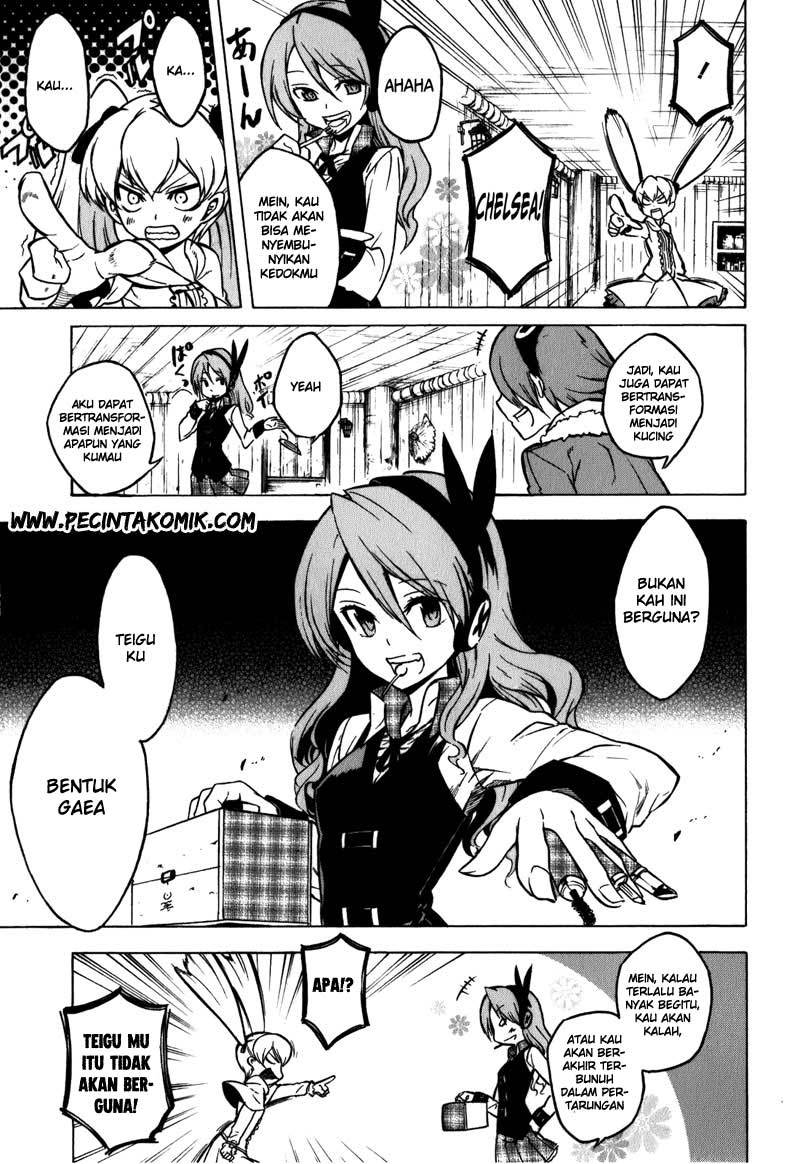 !
CHELSEA!
AHAHA
MEIN, KAU
TIDAK AKAN
BISA ME-
NYEMBU-
NYIKAN
KEDOKMU
あーん
KA...
KAU...
JADI, KAU
JUGA DAPAT
BERTRANS-
FORMASI
MENJADI
KUCING
YEAH
AKU DAPAT
BERTRANSFOR-
MASI MENJADI
APAPUN YANG
KUMAU
WWW.PECINTAKOMIK.COM
BUKAN
KAH INI
BERGUNA?
TEIGU
KU
BENTUK
GAEA
MEIN, KALAU
TERLALU BA-
NYAK BEGITU,
KAU AKAN
KALAH,
ATAU KAU
AKAN BER-
AKHIR TER-
BUNUH
DALAM PER-
TARUNGAN
APA!?
TEIGU MU
ITU TIDAK
AKAN BER-
GUNA!